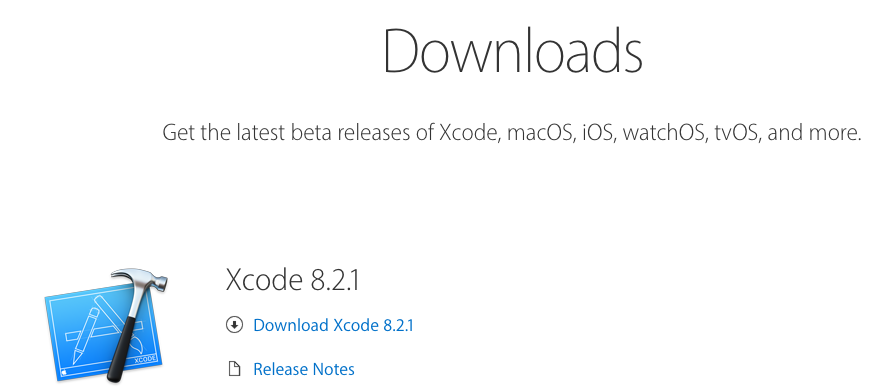 Downloads
Get the latest beta releases of Xcode, macOS, iOS, watchOS, tvOS, and more.
Xcode 8.2.1
Download Xcode 8.2.1
XCODE
Release Notes